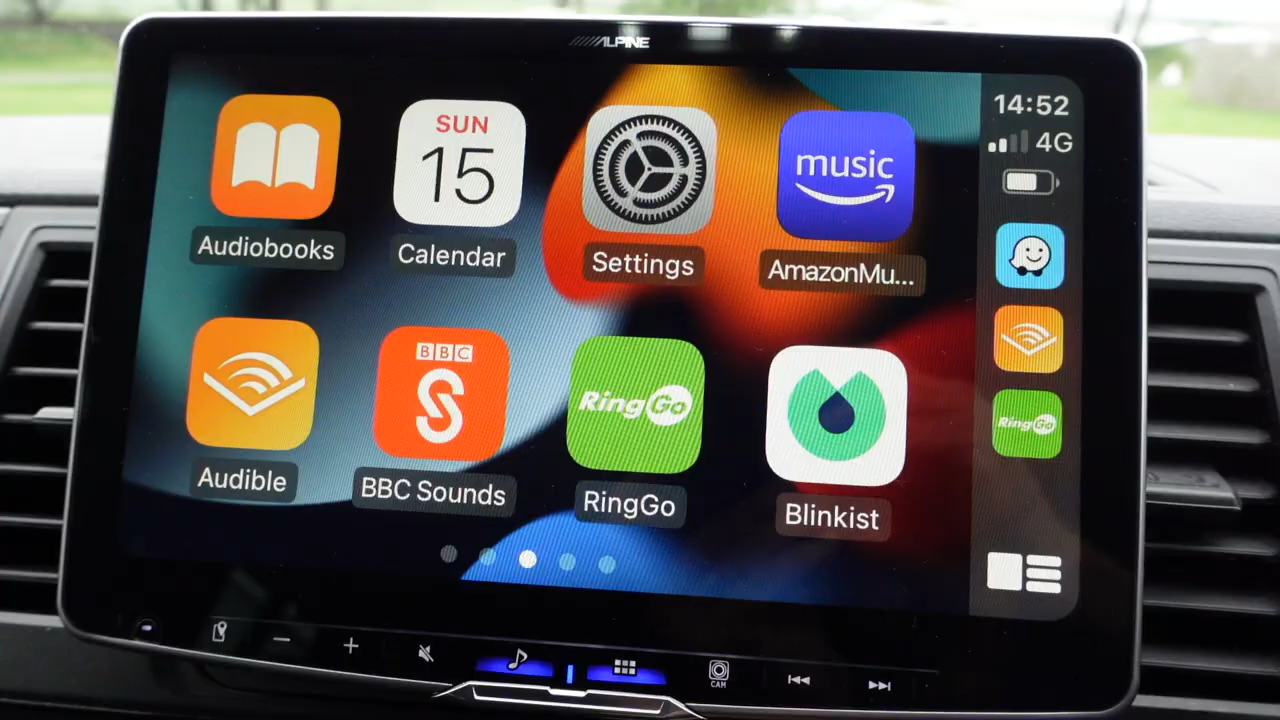 ALPINE
SUN
15
music
Audiobooks
Calendar
Settings
AmazonMu...
BBC
S
RingGo
Audible
BBC Sounds
RingGo
Blinkist
14:52
4G
RingGo
CAM